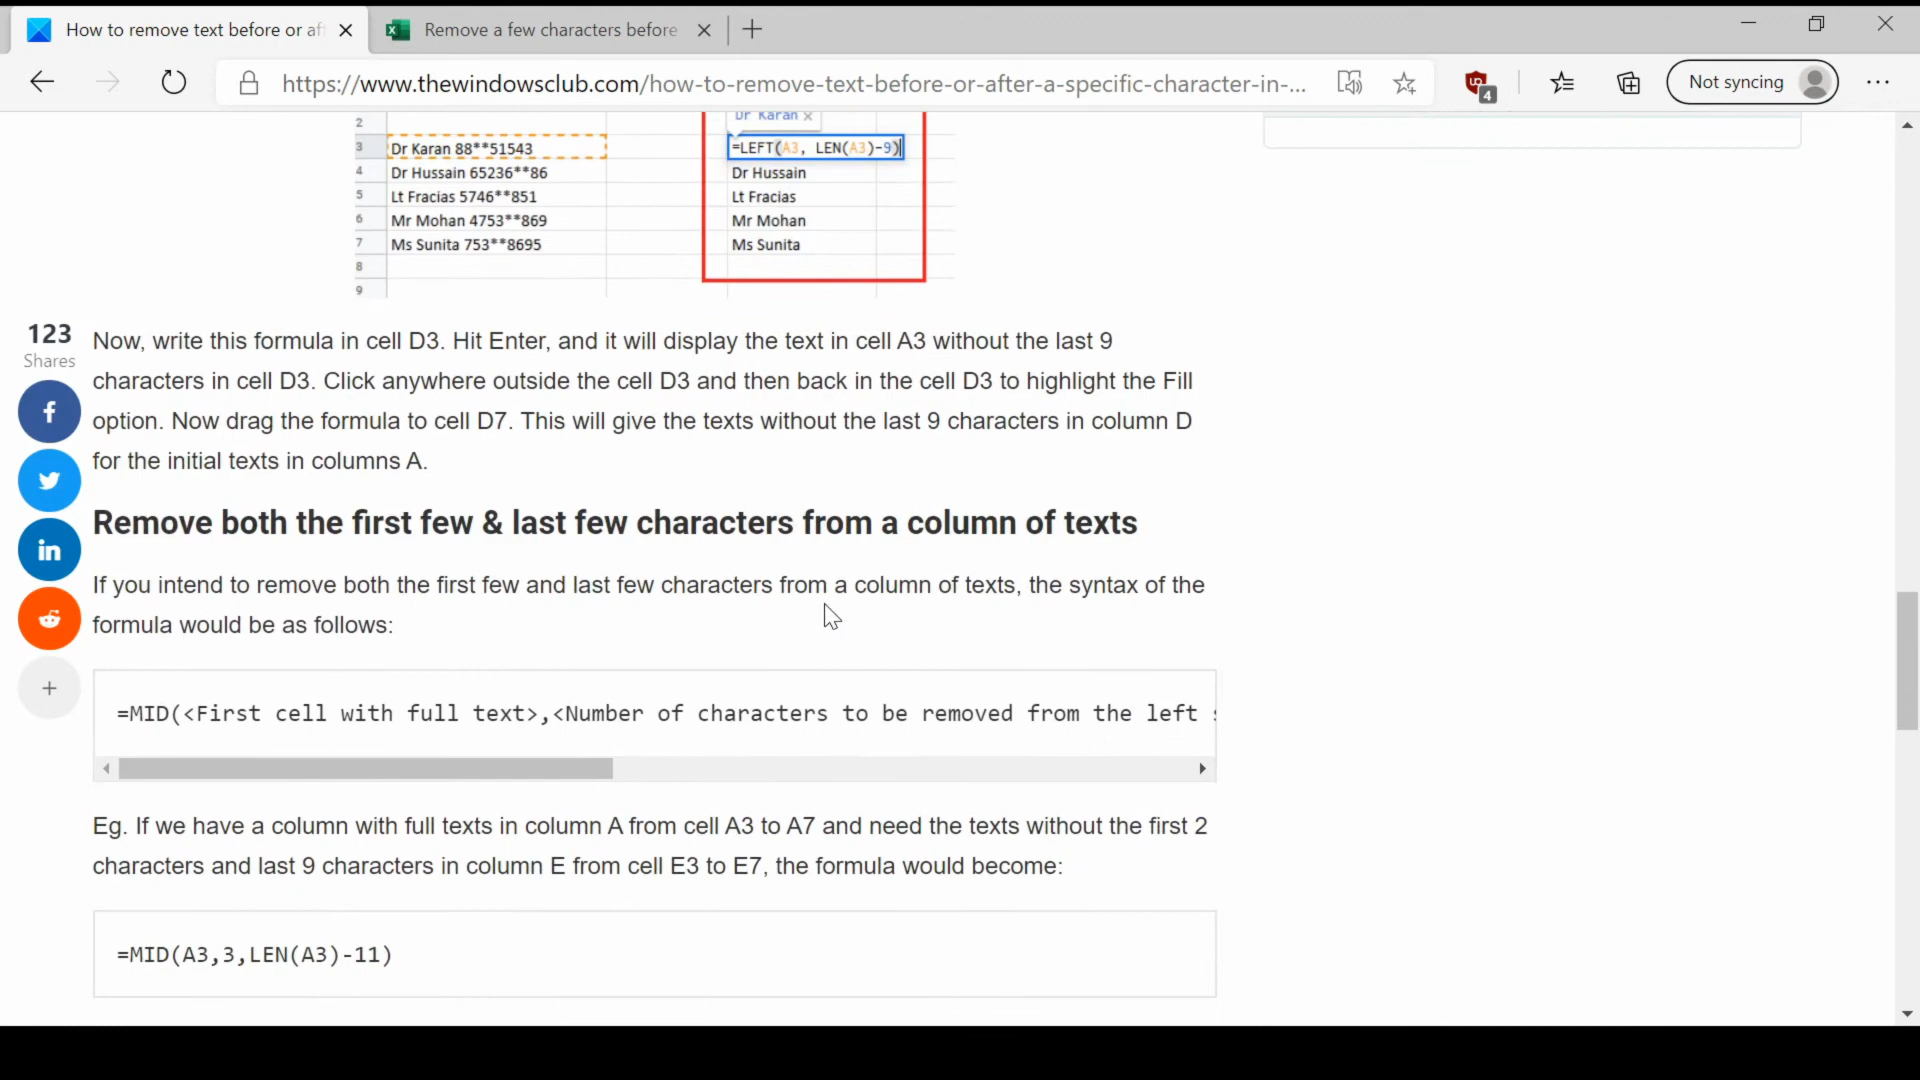 How to remove text before or af
Remove a few characters before
https://www.thewindowsclub.com/how-to-remove-text-before-or-after-a-specific-character-in-...
4
Not syncing
2
Dr Karan
3 Dr Karan 88**51543 =LEFT(A3, LEN(A3)-9)
4 Dr Hussain 65236**86 Dr Hussain
5 Lt Fracias 5746**851 Lt Fracias
6 Mr Mohan 4753**869 Mr Mohan
7 Ms Sunita 753**8695 Ms Sunita
8
9
123
Shares
Now, write this formula in cell D3. Hit Enter, and it will display the text in cell A3 without the last 9
characters in cell D3. Click anywhere outside the cell D3 and then back in the cell D3 to highlight the Fill
option. Now drag the formula to cell D7. This will give the texts without the last 9 characters in column D
for the initial texts in columns A.
Remove both the first few & last few characters from a column of texts
If you intend to remove both the first few and last few characters from a column of texts, the syntax of the
formula would be as follows:
=MID(<First cell with full text>,<Number of characters to be removed from the left
Eg. If we have a column with full texts in column A from cell A3 to A7 and need the texts without the first 2
characters and last 9 characters in column E from cell E3 to E7, the formula would become:
=MID(A3,3,LEN(A3)-11)